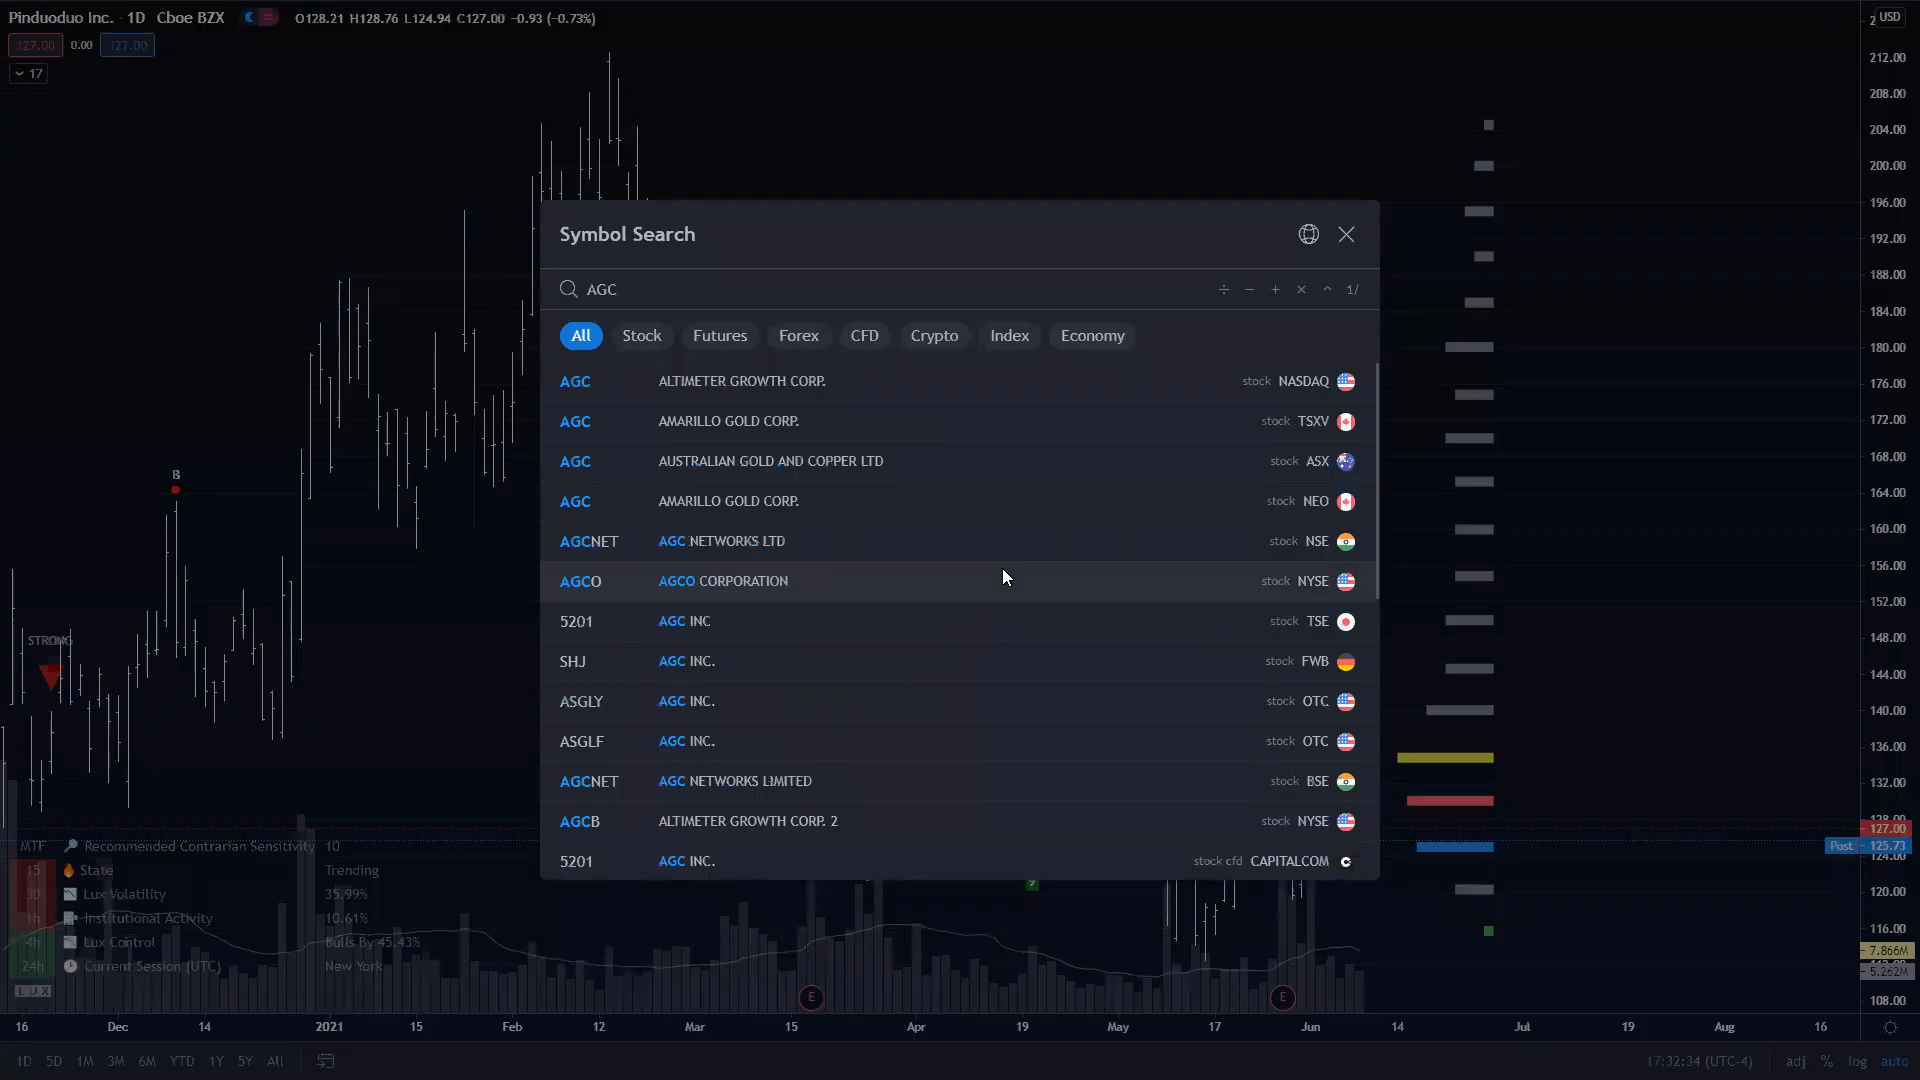 Pinduoduo Inc. · 1D Cboe BZX O128.21 H128.76 L124.94 C127.00 −0.93 (−0.73%)
127.00 0.00 127.00
17
USD
212.00
208.00
204.00
200.00
196.00
192.00
188.00
184.00
180.00
176.00
172.00
168.00
164.00
160.00
156.00
152.00
148.00
144.00
140.00
136.00
132.00
127.00
Post 125.73
124.00
120.00
116.00
7.866M
5.262M
108.00
B
STRONG
Symbol Search
AGC ÷ − + × ^ 1/
All Stock Futures Forex CFD Crypto Index Economy
AGC ALTIMETER GROWTH CORP. stock NASDAQ
AGC AMARILLO GOLD CORP. stock TSXV
AGC AUSTRALIAN GOLD AND COPPER LTD stock ASX
AGC AMARILLO GOLD CORP. stock NEO
AGCNET AGC NETWORKS LTD stock NSE
AGCO AGCO CORPORATION stock NYSE
5201 AGC INC stock TSE
SHJ AGC INC. stock FWB
ASGLY AGC INC. stock OTC
ASGLF AGC INC. stock OTC
AGCNET AGC NETWORKS LIMITED stock BSE
AGCB ALTIMETER GROWTH CORP. 2 stock NYSE
5201 AGC INC. stock cfd CAPITALCOM
MTF Recommended Contrarian Sensitivity 10
15 State Trending
30 Lux Volatility 35.99%
1h Institutional Activity 10.61%
4h Lux Control Bulls By 45.43%
24h Current Session (UTC) New York
LUX
E E
16 Dec 14 2021 15 Feb 12 Mar 15 Apr 19 May 17 Jun 14 Jul 19 Aug 16
1D 5D 1M 3M 6M YTD 1Y 5Y All 17:32:34 (UTC-4) adj % log auto